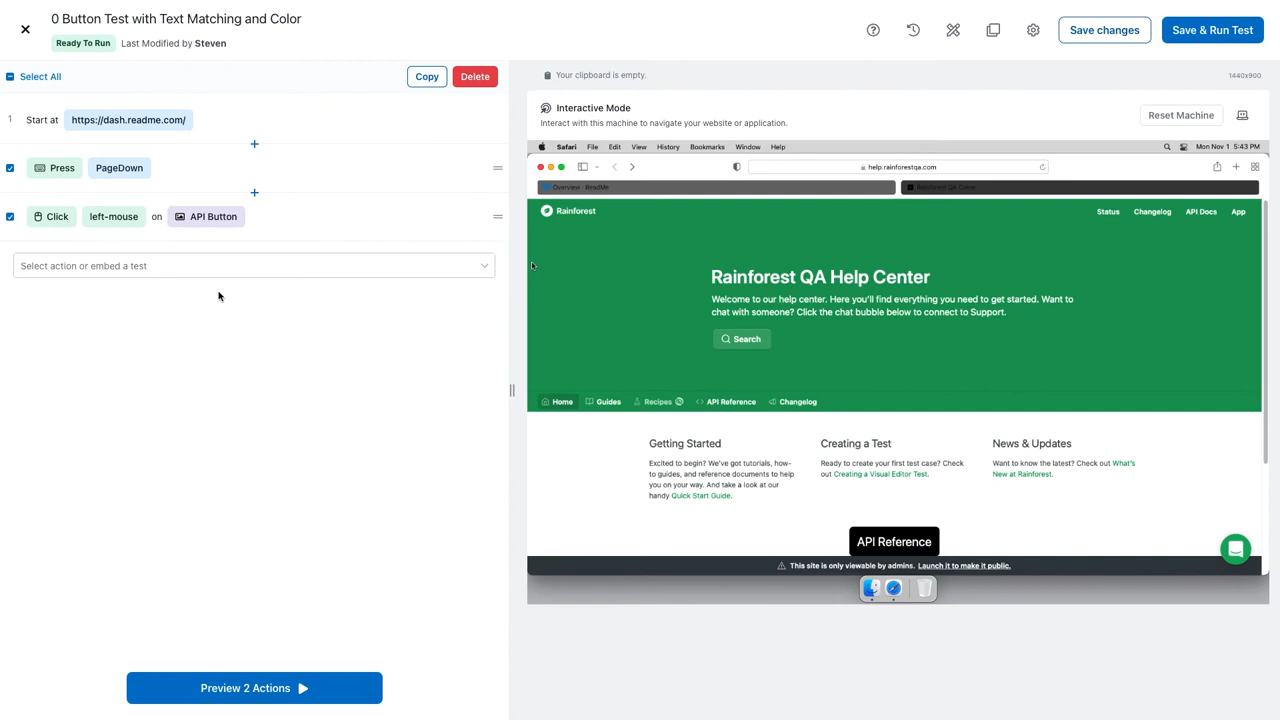 0 Button Test with Text Matching and Color
Ready To Run Last Modified by Steven
Save changes
Save & Run Test
Select All
Copy
Delete
1 Start at https://dash.readme.com/
+
Press PageDown
+
Click left-mouse on API Button
Select action or embed a test
Preview 2 Actions
Your clipboard is empty.
1440x900
Interactive Mode
Interact with this machine to navigate your website or application.
Reset Machine
Safari File Edit View History Bookmarks Window Help
Mon Nov 1 5:43 PM
help.rainforestqa.com
Overview · ReadMe
Rainforest QA Home
Rainforest
Status Changelog API Docs App
Rainforest QA Help Center
Welcome to our help center. Here you'll find everything you need to get started. Want to
chat with someone? Click the chat bubble below to connect to Support.
Search
Home Guides Recipes API Reference Changelog
Getting Started
Excited to begin? We've got tutorials, how-
to guides, and reference documents to help
you on your way. And take a look at our
handy Quick Start Guide.
Creating a Test
Ready to create your first test case? Check
out Creating a Visual Editor Test.
News & Updates
Want to know the latest? Check out What's
New at Rainforest.
API Reference
This site is only viewable by admins. Launch it to make it public.